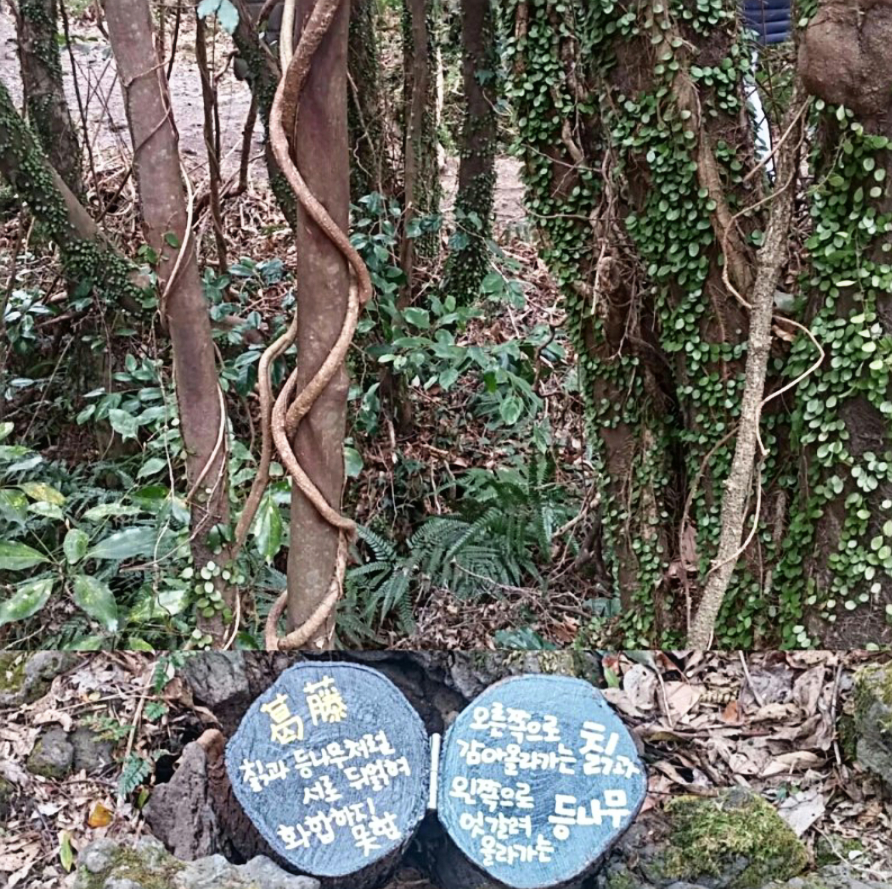 葛藤
칡과 등나무처럼
서로 뒤얽혀
화합하지
못함
오른쪽으로
감아올라가는 칡과
왼쪽으로
엇갈려 등나무
올라가는